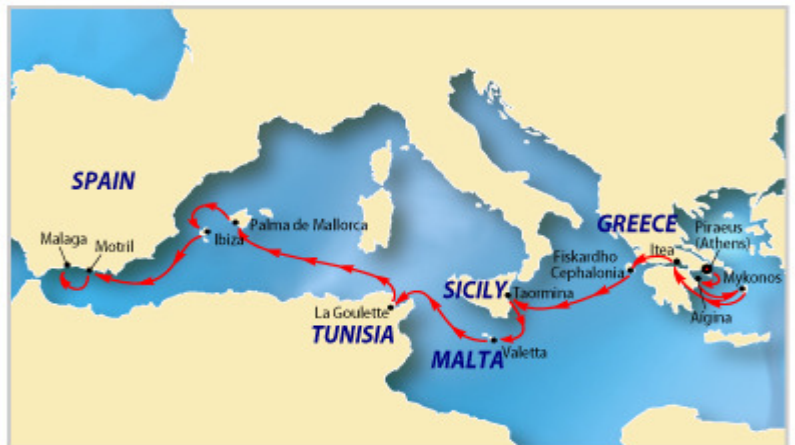 SPAIN
Malaga
Motril
Palma de Mallorca
Ibiza
La Goulette
TUNISIA
SICILY
Taormina
MALTA
Valetta
GREECE
Fiskardho
Cephalonia
Itea
Piraeus
(Athens)
Mykonos
Aigina